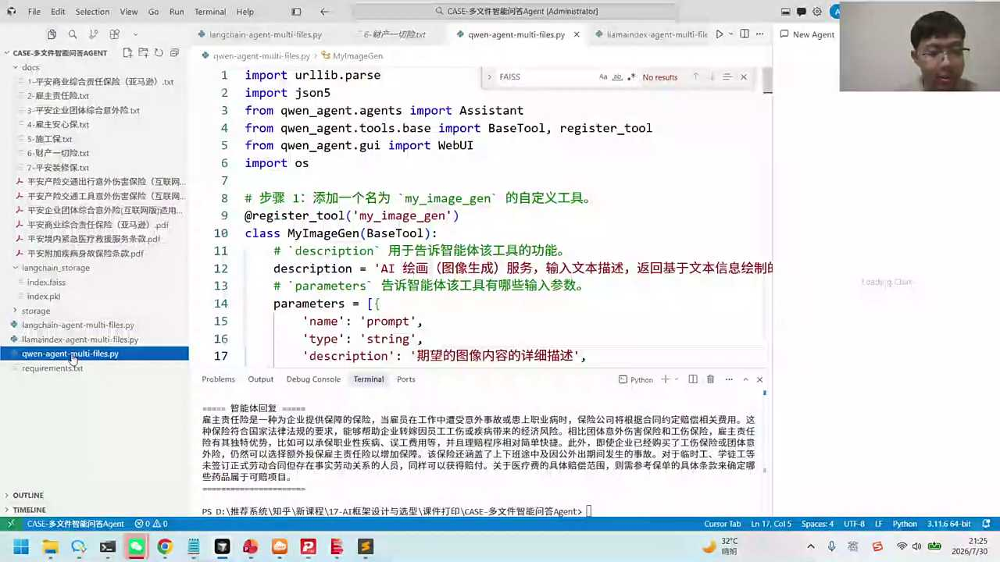 File Edit Selection View Go Run Terminal Help
CASE-多文件智能问答Agent [Administrator]
langchain-agent-multi-files.py
6-财产一切险.txt
qwen-agent-multi-files.py
llamaindex-agent-multi-file
New Agent
CASE-多文件智能问答AGENT
docs
1-平安商业综合责任保险（亚马逊）.txt
2-雇主责任险.txt
3-平安企业团体综合意外险.txt
4-雇主安心保.txt
5-施工保.txt
6-财产一切险.txt
7-平安装修保.txt
平安产险交通出行意外伤害保险（互联网...
平安产险交通工具意外伤害保险（互联网...
平安企业团体综合意外险(互联网版)适用...
平安商业综合责任保险（亚马逊）.pdf
平安境内紧急医疗救援服务条款.pdf
平安附加疾病身故保险条款.pdf
langchain_storage
index.faiss
index.pkl
storage
langchain-agent-multi-files.py
llamaindex-agent-multi-files.py
qwen-agent-multi-files.py
requirements.txt
OUTLINE
TIMELINE
qwen-agent-multi-files.py > MyImageGen
FAISS
Aa ab No results
1 import urllib.parse
2 import json5
3 from qwen_agent.agents import Assistant
4 from qwen_agent.tools.base import BaseTool, register_tool
5 from qwen_agent.gui import WebUI
6 import os
7
8 # 步骤 1：添加一个名为 `my_image_gen` 的自定义工具。
9 @register_tool('my_image_gen')
10 class MyImageGen(BaseTool):
11 # `description` 用于告诉智能体该工具的功能。
12 description = 'AI 绘画（图像生成）服务，输入文本描述，返回基于文本信息绘制的
13 # `parameters` 告诉智能体该工具有哪些输入参数。
14 parameters = [{
15 'name': 'prompt',
16 'type': 'string',
17 'description': '期望的图像内容的详细描述',
Loading Chat
Problems Output Debug Console Terminal Ports
Python
===== 智能体回复 =====
雇主责任险是一种为企业提供保障的保险，当雇员在工作中遭受意外事故或患上职业病时，保险公司将根据合同约定赔偿相关费用。这
种保险符合国家法律法规的要求，能够帮助企业转嫁因员工工伤或疾病带来的经济风险。相比团体意外伤害保险和工伤保险，雇主责任
险有其独特优势，比如可以承保职业性疾病、误工费用等，并且理赔程序相对简单快捷。此外，即使企业已经购买了工伤保险或团体意
外险，仍然可以选择额外投保雇主责任险以增加保障。该保险还涵盖了上下班途中及因公外出期间发生的事故。对于临时工、学徒工等
未签订正式劳动合同但存在事实劳动关系的人员，同样可以获得赔付。关于医疗费的具体赔偿范围，则需参考保单的具体条款来确定哪
些药品属于可赔项目。
======================
PS D:\推荐系统\知乎\新课程\17-AI框架设计与选型\课件打印\CASE-多文件智能问答Agent>
CASE-多文件智能问答Agent 0 0
Cursor Tab Ln 17, Col 5 Spaces: 4 UTF-8 LF Python 3.11.6 64-bit
32°C
晴朗
21:25
2026/7/30